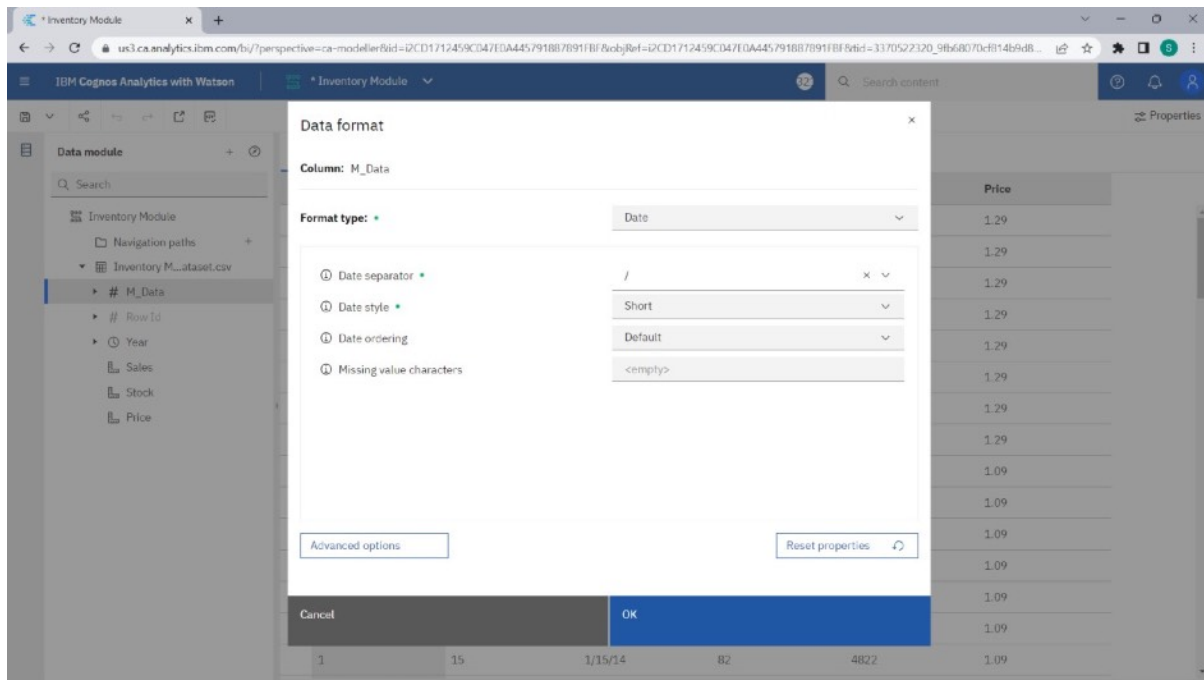 * Inventory Module
us3.ca.analytics.ibm.com/bi/?perspective=ca-modeller&id=i2CD1712459C047E0A445791887891FBF&objRef=i2CD1712459C047E0A445791887891FBF&tid=3370522320_9fb68070cf814b9d8...
S
IBM Cognos Analytics with Watson
* Inventory Module
32
Search content
Properties
Data module
Search
Inventory Module
Navigation paths
Inventory M...ataset.csv
# M_Data
# Row Id
Year
Sales
Stock
Price
Data format
Column: M_Data
Format type:
Date
Date separator
/
Date style
Short
Date ordering
Default
Missing value characters
<empty>
Advanced options
Reset properties
Cancel
OK
Price
1.29
1.29
1.29
1.29
1.29
1.29
1.29
1.29
1.09
1.09
1.09
1.09
1.09
1.09
1 15 1/15/14 82 4822 1.09